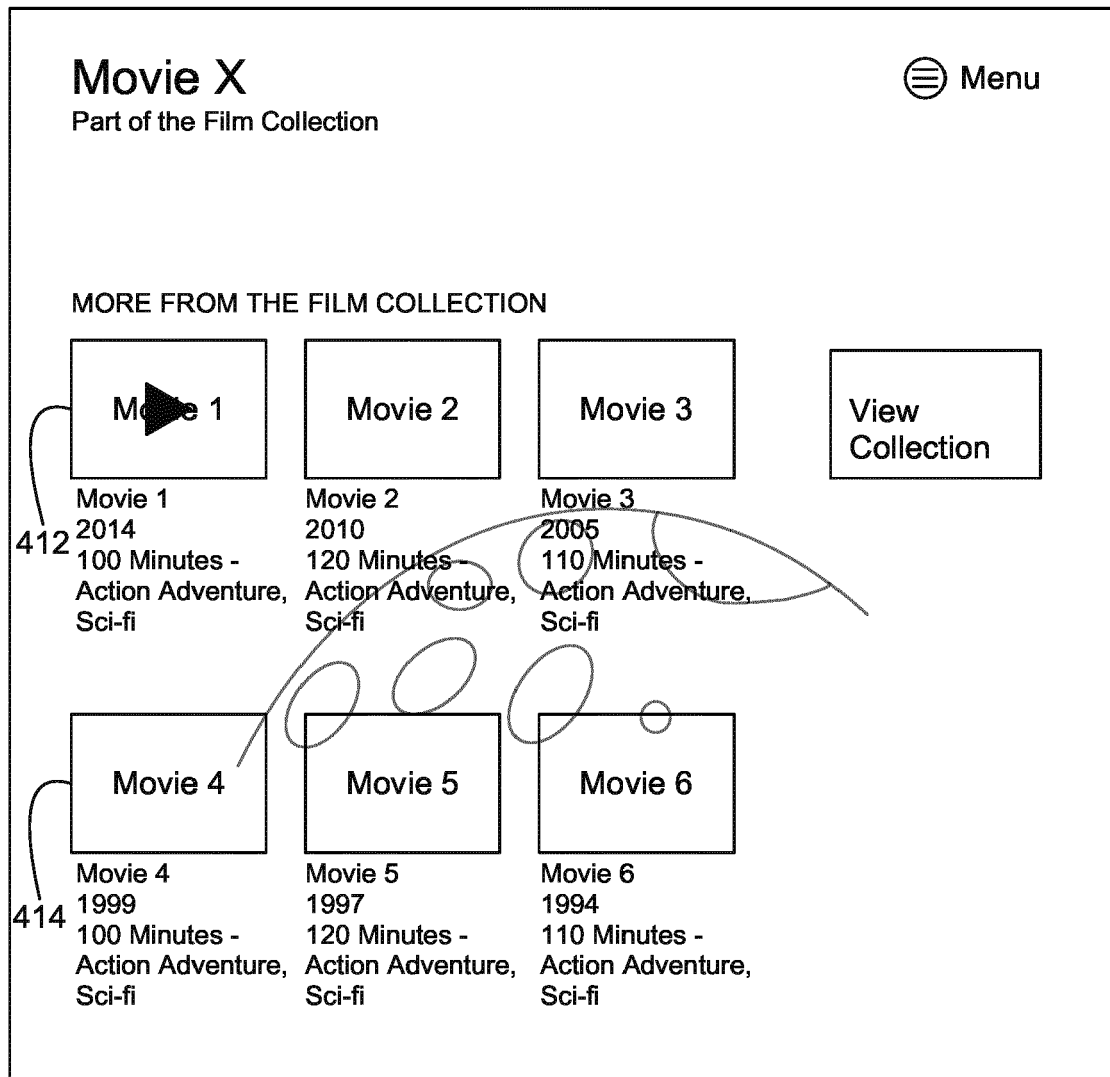 Movie X
Menu
Part of the Film Collection
MORE FROM THE FILM COLLECTION
Movie 1
Movie 2
Movie 3
View
Collection
Movie 1
2014
100 Minutes -
Action Adventure,
Sci-fi
Movie 2
2010
120 Minutes -
Action Adventure,
Sci-fi
Movie 3
2005
110 Minutes -
Action Adventure,
Sci-fi
412
Movie 4
Movie 5
Movie 6
Movie 4
1999
100 Minutes -
Action Adventure,
Sci-fi
Movie 5
1997
120 Minutes -
Action Adventure,
Sci-fi
Movie 6
1994
110 Minutes -
Action Adventure,
Sci-fi
414